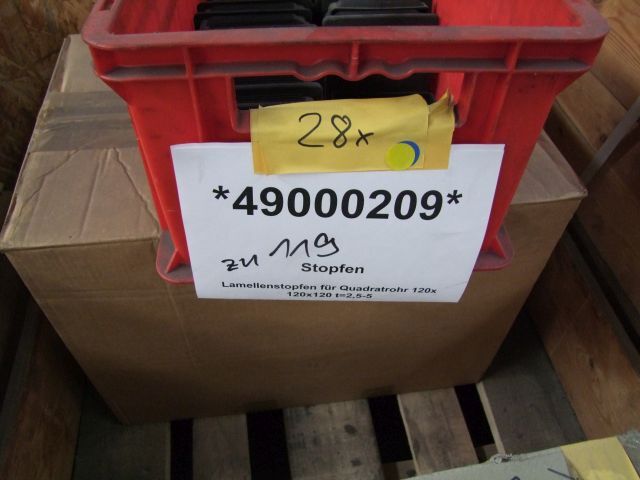 28x
*49000209*
zu 119
Stopfen
Lamellenstopfen für Quadratrohr 120x
120x120 t=2,5-5